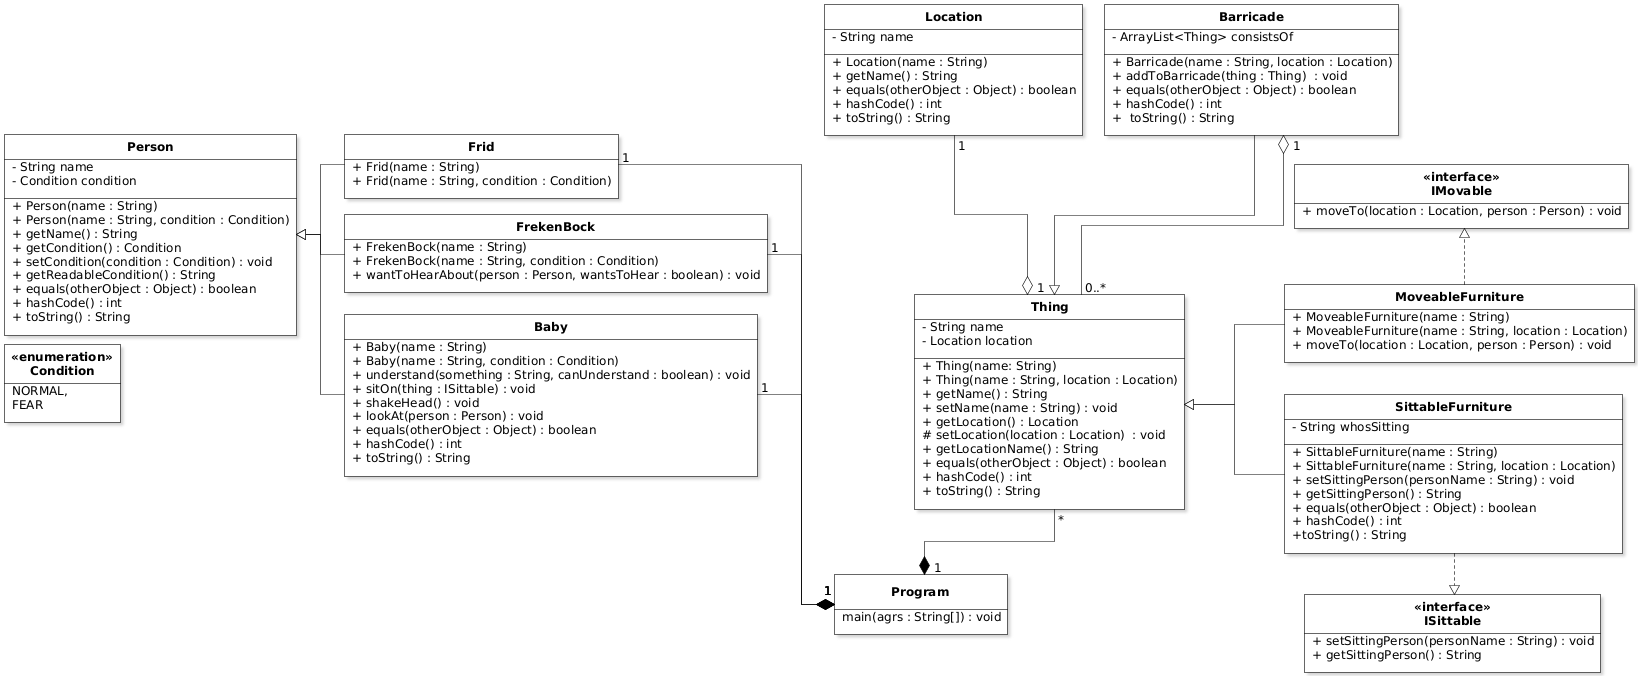 Location
- String name
+ Location(name : String)
+ getName() : String
+ equals(otherObject : Object) : boolean
+ hashCode() : int
+ toString() : String
1
Barricade
- ArrayList<Thing> consistsOf
+ Barricade(name : String, location : Location)
+ addToBarricade(thing : Thing)  : void
+ equals(otherObject : Object) : boolean
+ hashCode() : int
+  toString() : String
1
Person
- String name
- Condition condition
+ Person(name : String)
+ Person(name : String, condition : Condition)
+ getName() : String
+ getCondition() : Condition
+ setCondition(condition : Condition) : void
+ getReadableCondition() : String
+ equals(otherObject : Object) : boolean
+ hashCode() : int
+ toString() : String
«enumeration»
Condition
NORMAL,
FEAR
Frid
+ Frid(name : String)
+ Frid(name : String, condition : Condition)
1
FrekenBock
+ FrekenBock(name : String)
+ FrekenBock(name : String, condition : Condition)
+ wantToHearAbout(person : Person, wantsToHear : boolean) : void
1
Baby
+ Baby(name : String)
+ Baby(name : String, condition : Condition)
+ understand(something : String, canUnderstand : boolean) : void
+ sitOn(thing : ISittable) : void
+ shakeHead() : void
+ lookAt(person : Person) : void
+ equals(otherObject : Object) : boolean
+ hashCode() : int
+ toString() : String
1
«interface»
IMovable
+ moveTo(location : Location, person : Person) : void
1
0..*
Thing
- String name
- Location location
+ Thing(name: String)
+ Thing(name : String, location : Location)
+ getName() : String
+ setName(name : String) : void
+ getLocation() : Location
# setLocation(location : Location)  : void
+ getLocationName() : String
+ equals(otherObject : Object) : boolean
+ hashCode() : int
+ toString() : String
*
MoveableFurniture
+ MoveableFurniture(name : String)
+ MoveableFurniture(name : String, location : Location)
+ moveTo(location : Location, person : Person) : void
SittableFurniture
- String whosSitting
+ SittableFurniture(name : String)
+ SittableFurniture(name : String, location : Location)
+ setSittingPerson(personName : String) : void
+ getSittingPerson() : String
+ equals(otherObject : Object) : boolean
+ hashCode() : int
+toString() : String
1
1
Program
main(agrs : String[]) : void
«interface»
ISittable
+ setSittingPerson(personName : String) : void
+ getSittingPerson() : String